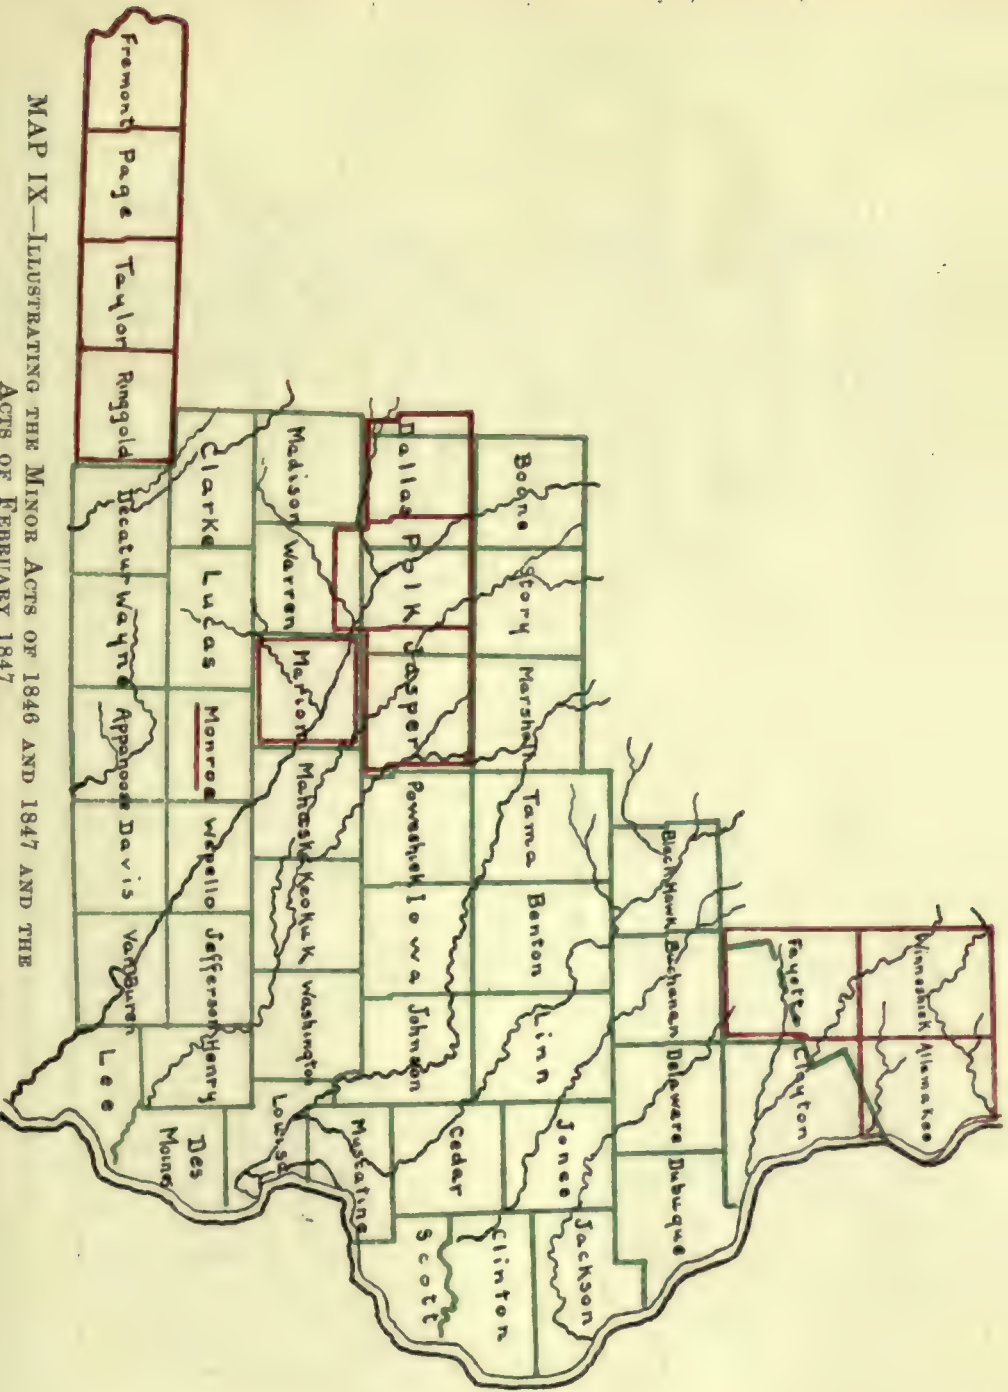 Winneshiek Allamakee
Fayette Clayton
Black Hawk Buchanan Delaware Dubuque
Boone Story Marshall Tama Benton Linn Jones Jackson
Clinton
Dallas Polk Jasper Poweshiek Iowa Johnson Cedar Scott
Muscatine
Madison Warren Marion Mahaska Keokuk Washington Louisa
Clarke Lucas Monroe Wapello Jefferson Henry Des
Moines
Fremont Page Taylor Ringgold Decatur Wayne Appanoose Davis Van Buren Lee
MAP IX—ILLUSTRATING THE MINOR ACTS OF 1846 AND 1847 AND THE
ACTS OF FEBRUARY 1847